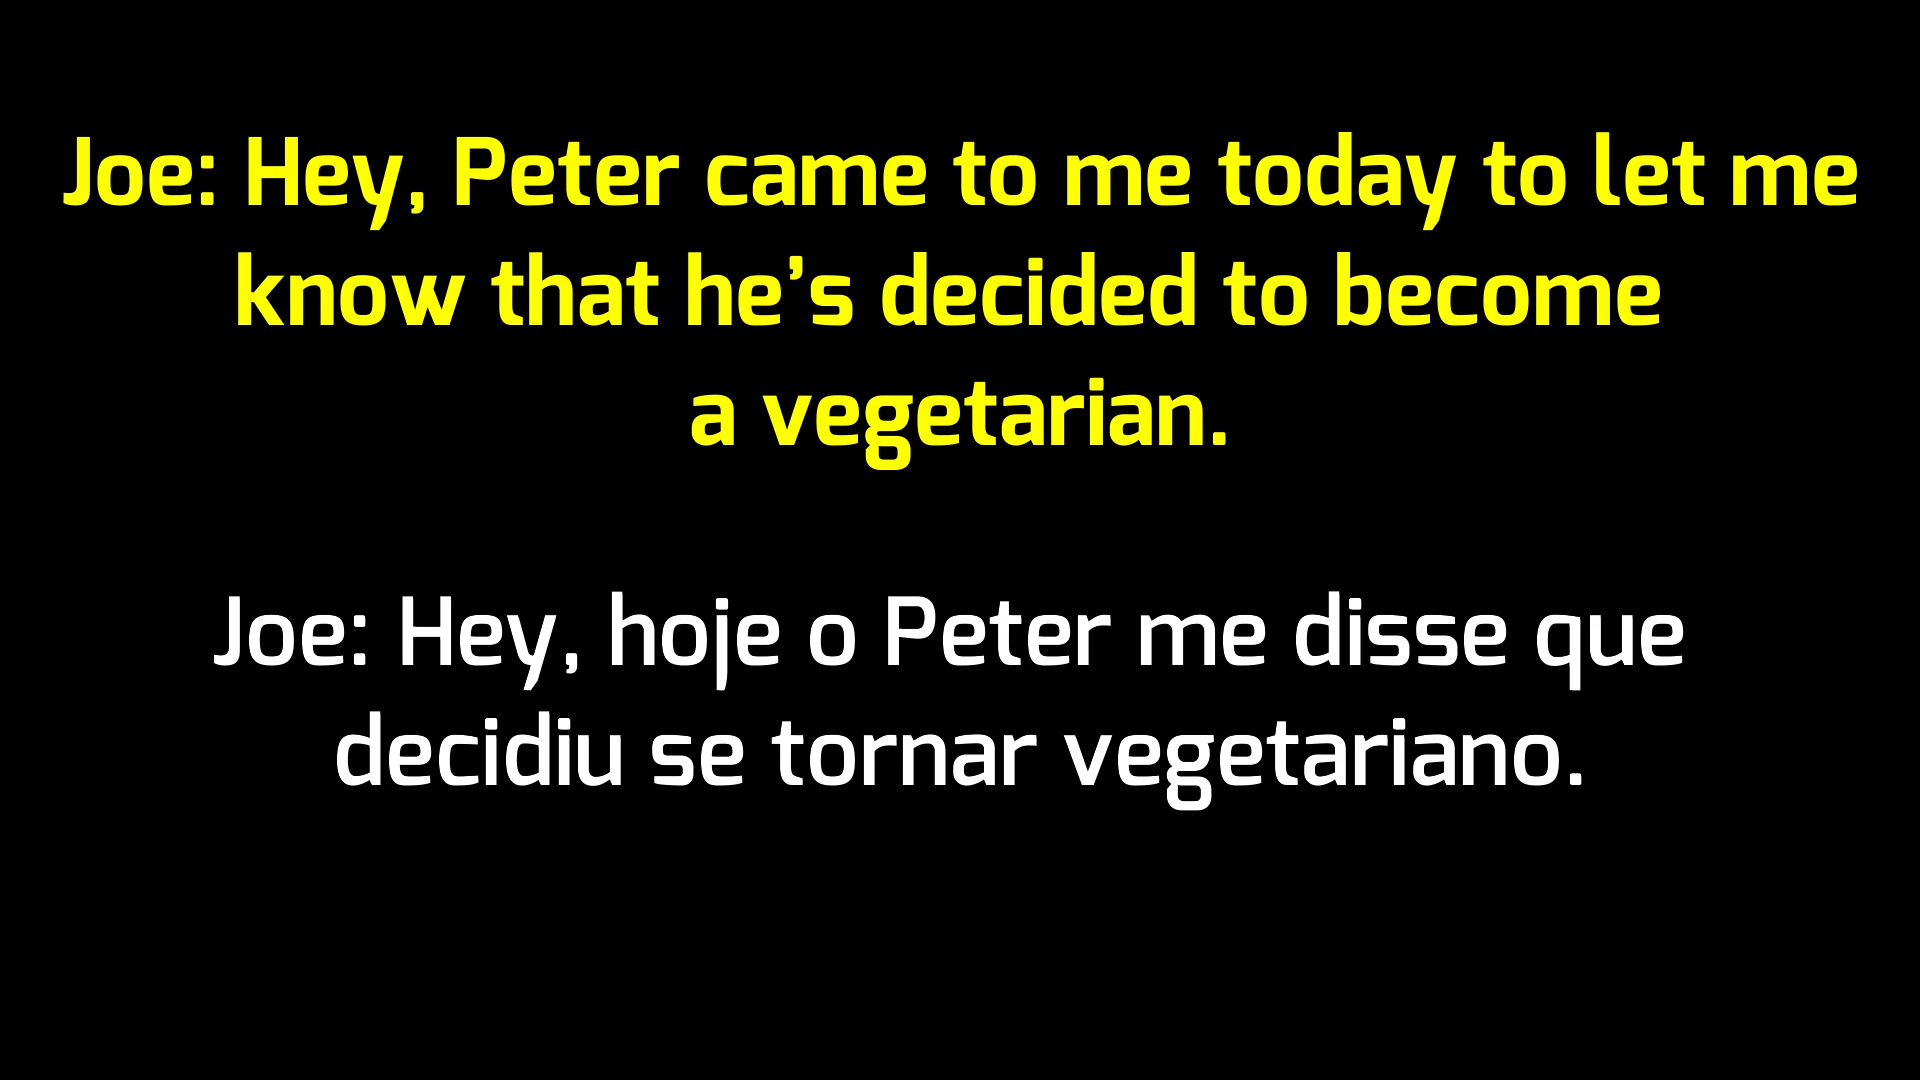 Joe: Hey, Peter came to me today to let me
know that he’s decided to become
a vegetarian.
Joe: Hey, hoje o Peter me disse que
decidiu se tornar vegetariano.